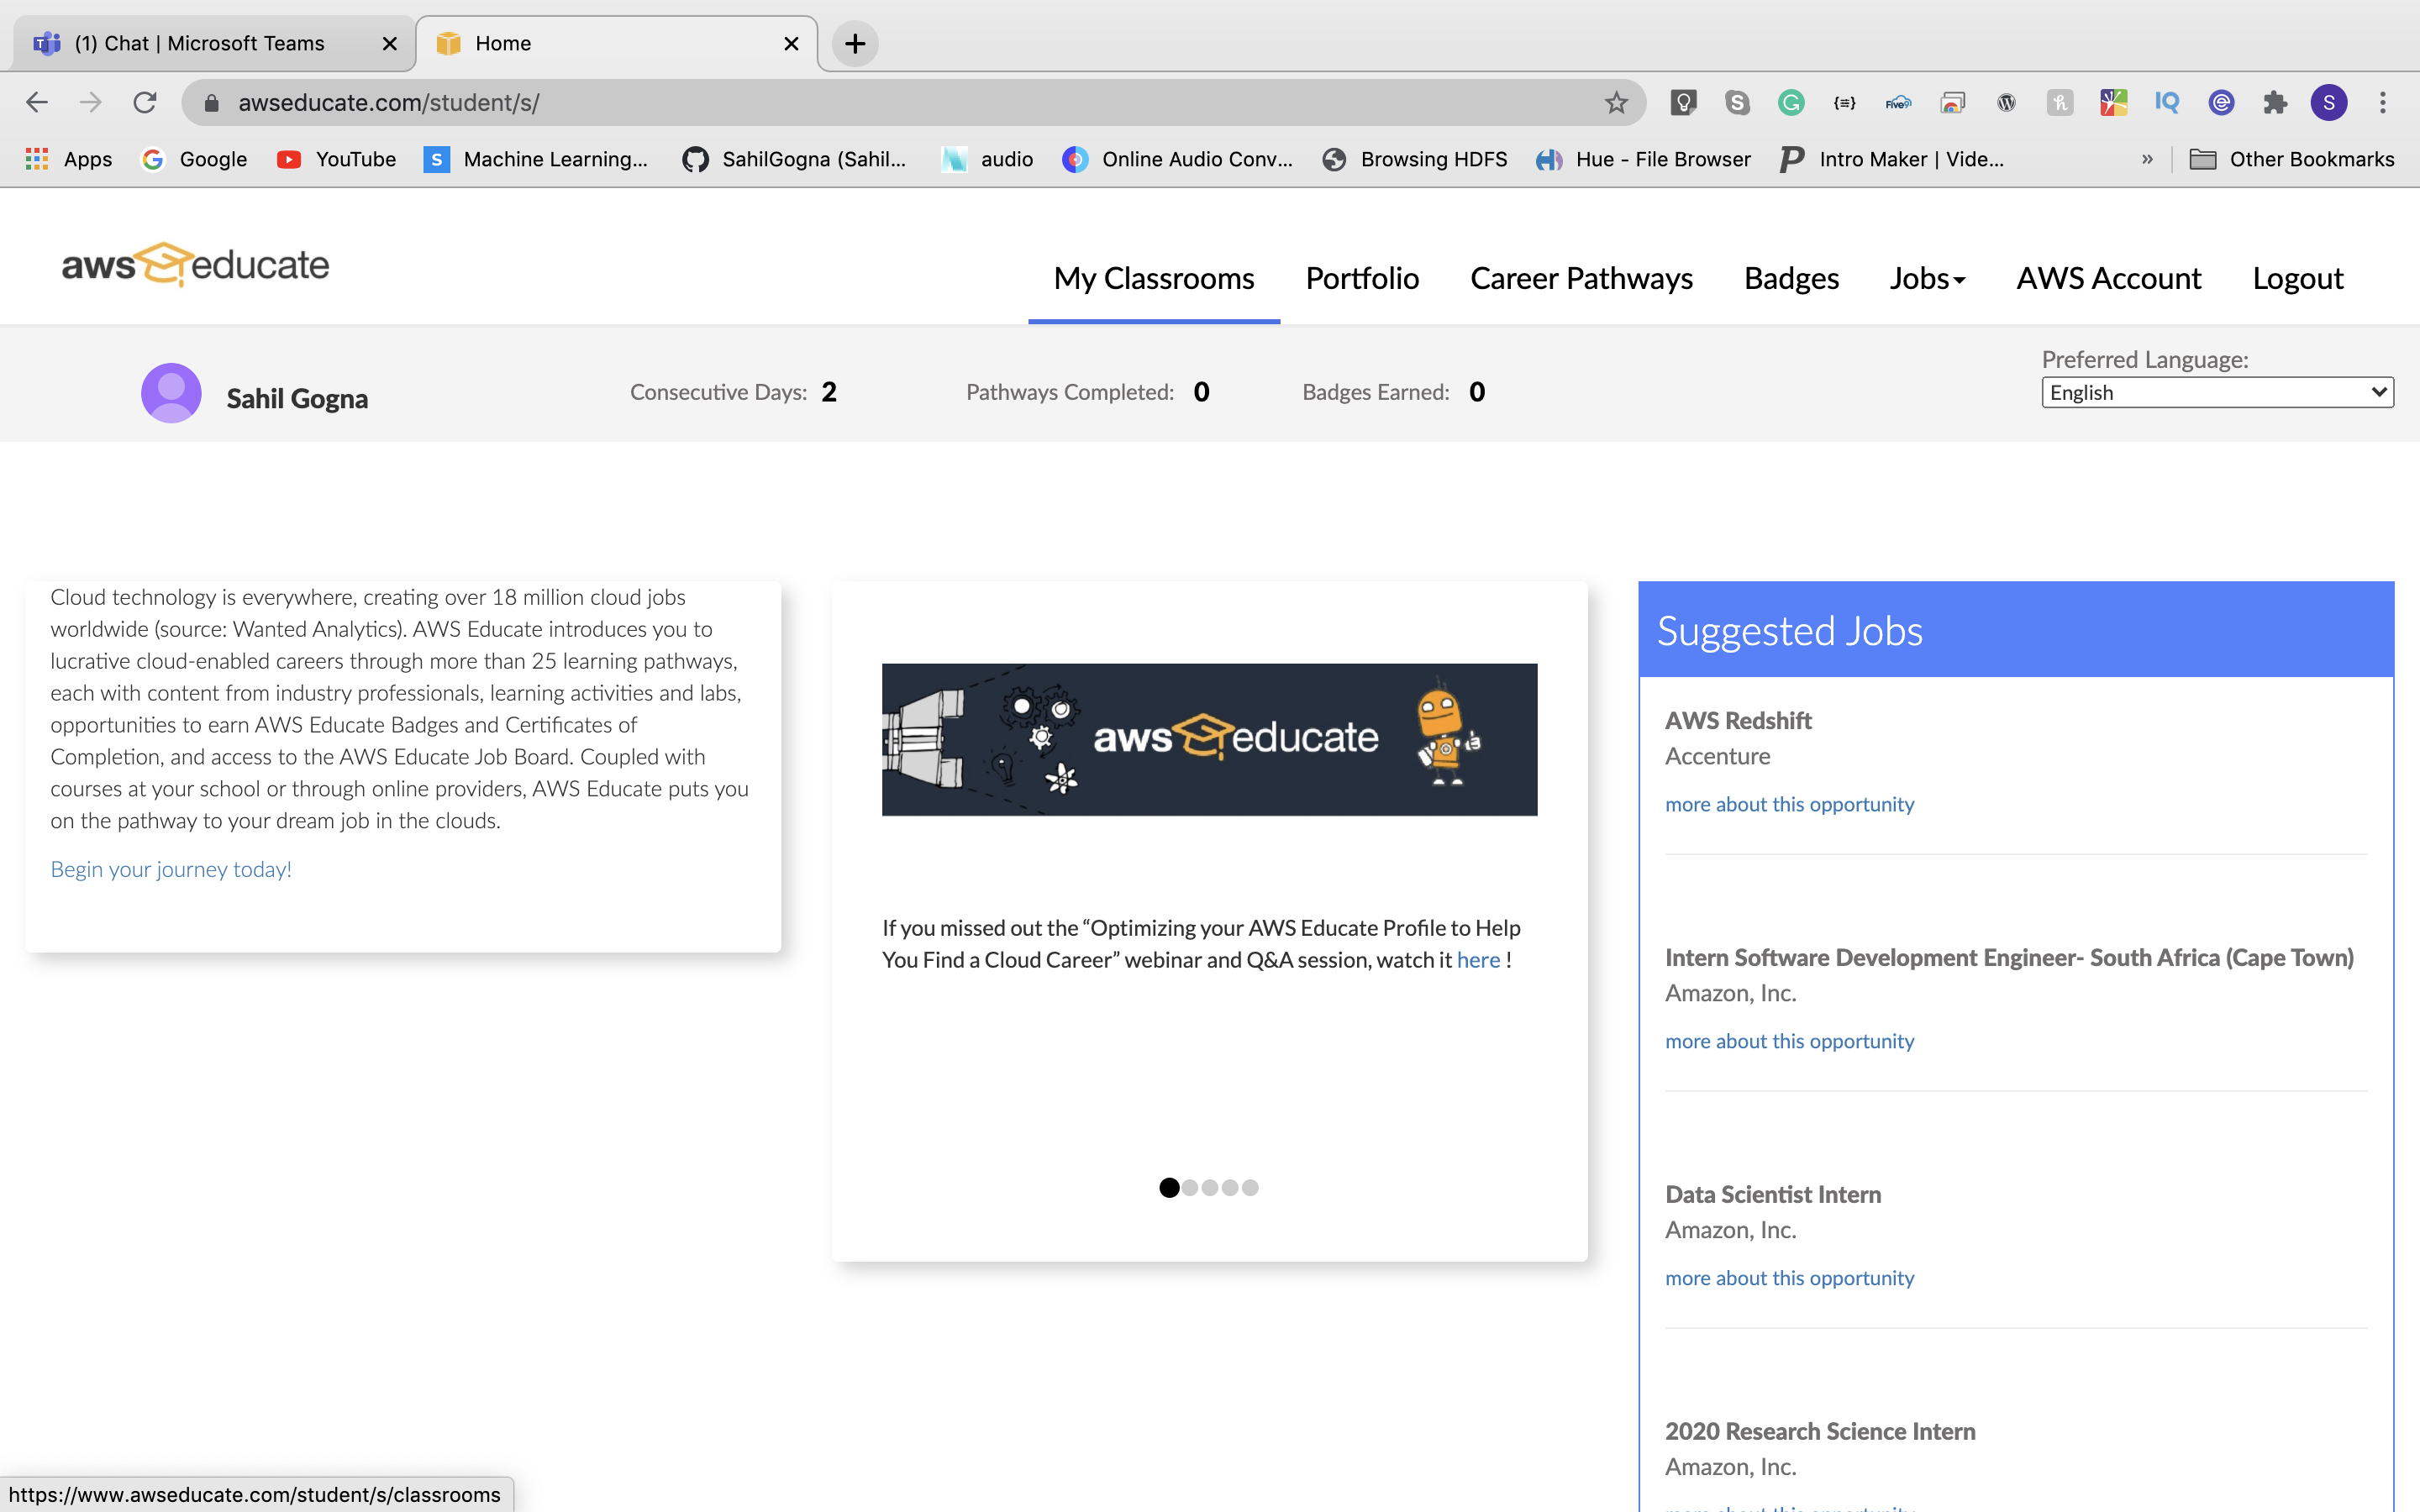 (1) Chat | Microsoft Teams
Home
awseducate.com/student/s/
Apps
Google
YouTube
Machine Learning...
SahilGogna (Sahil...
audio
Online Audio Conv...
Browsing HDFS
Hue - File Browser
Intro Maker | Vide...
»
Other Bookmarks
aws educate
My Classrooms
Portfolio
Career Pathways
Badges
Jobs
AWS Account
Logout
Sahil Gogna
Consecutive Days: 2
Pathways Completed: 0
Badges Earned: 0
Preferred Language:
English
Cloud technology is everywhere, creating over 18 million cloud jobs
worldwide (source: Wanted Analytics). AWS Educate introduces you to
lucrative cloud-enabled careers through more than 25 learning pathways,
each with content from industry professionals, learning activities and labs,
opportunities to earn AWS Educate Badges and Certificates of
Completion, and access to the AWS Educate Job Board. Coupled with
courses at your school or through online providers, AWS Educate puts you
on the pathway to your dream job in the clouds.
Begin your journey today!
aws educate
If you missed out the “Optimizing your AWS Educate Profile to Help
You Find a Cloud Career” webinar and Q&A session, watch it here !
Suggested Jobs
AWS Redshift
Accenture
more about this opportunity
Intern Software Development Engineer- South Africa (Cape Town)
Amazon, Inc.
more about this opportunity
Data Scientist Intern
Amazon, Inc.
more about this opportunity
2020 Research Science Intern
Amazon, Inc.
https://www.awseducate.com/student/s/classrooms